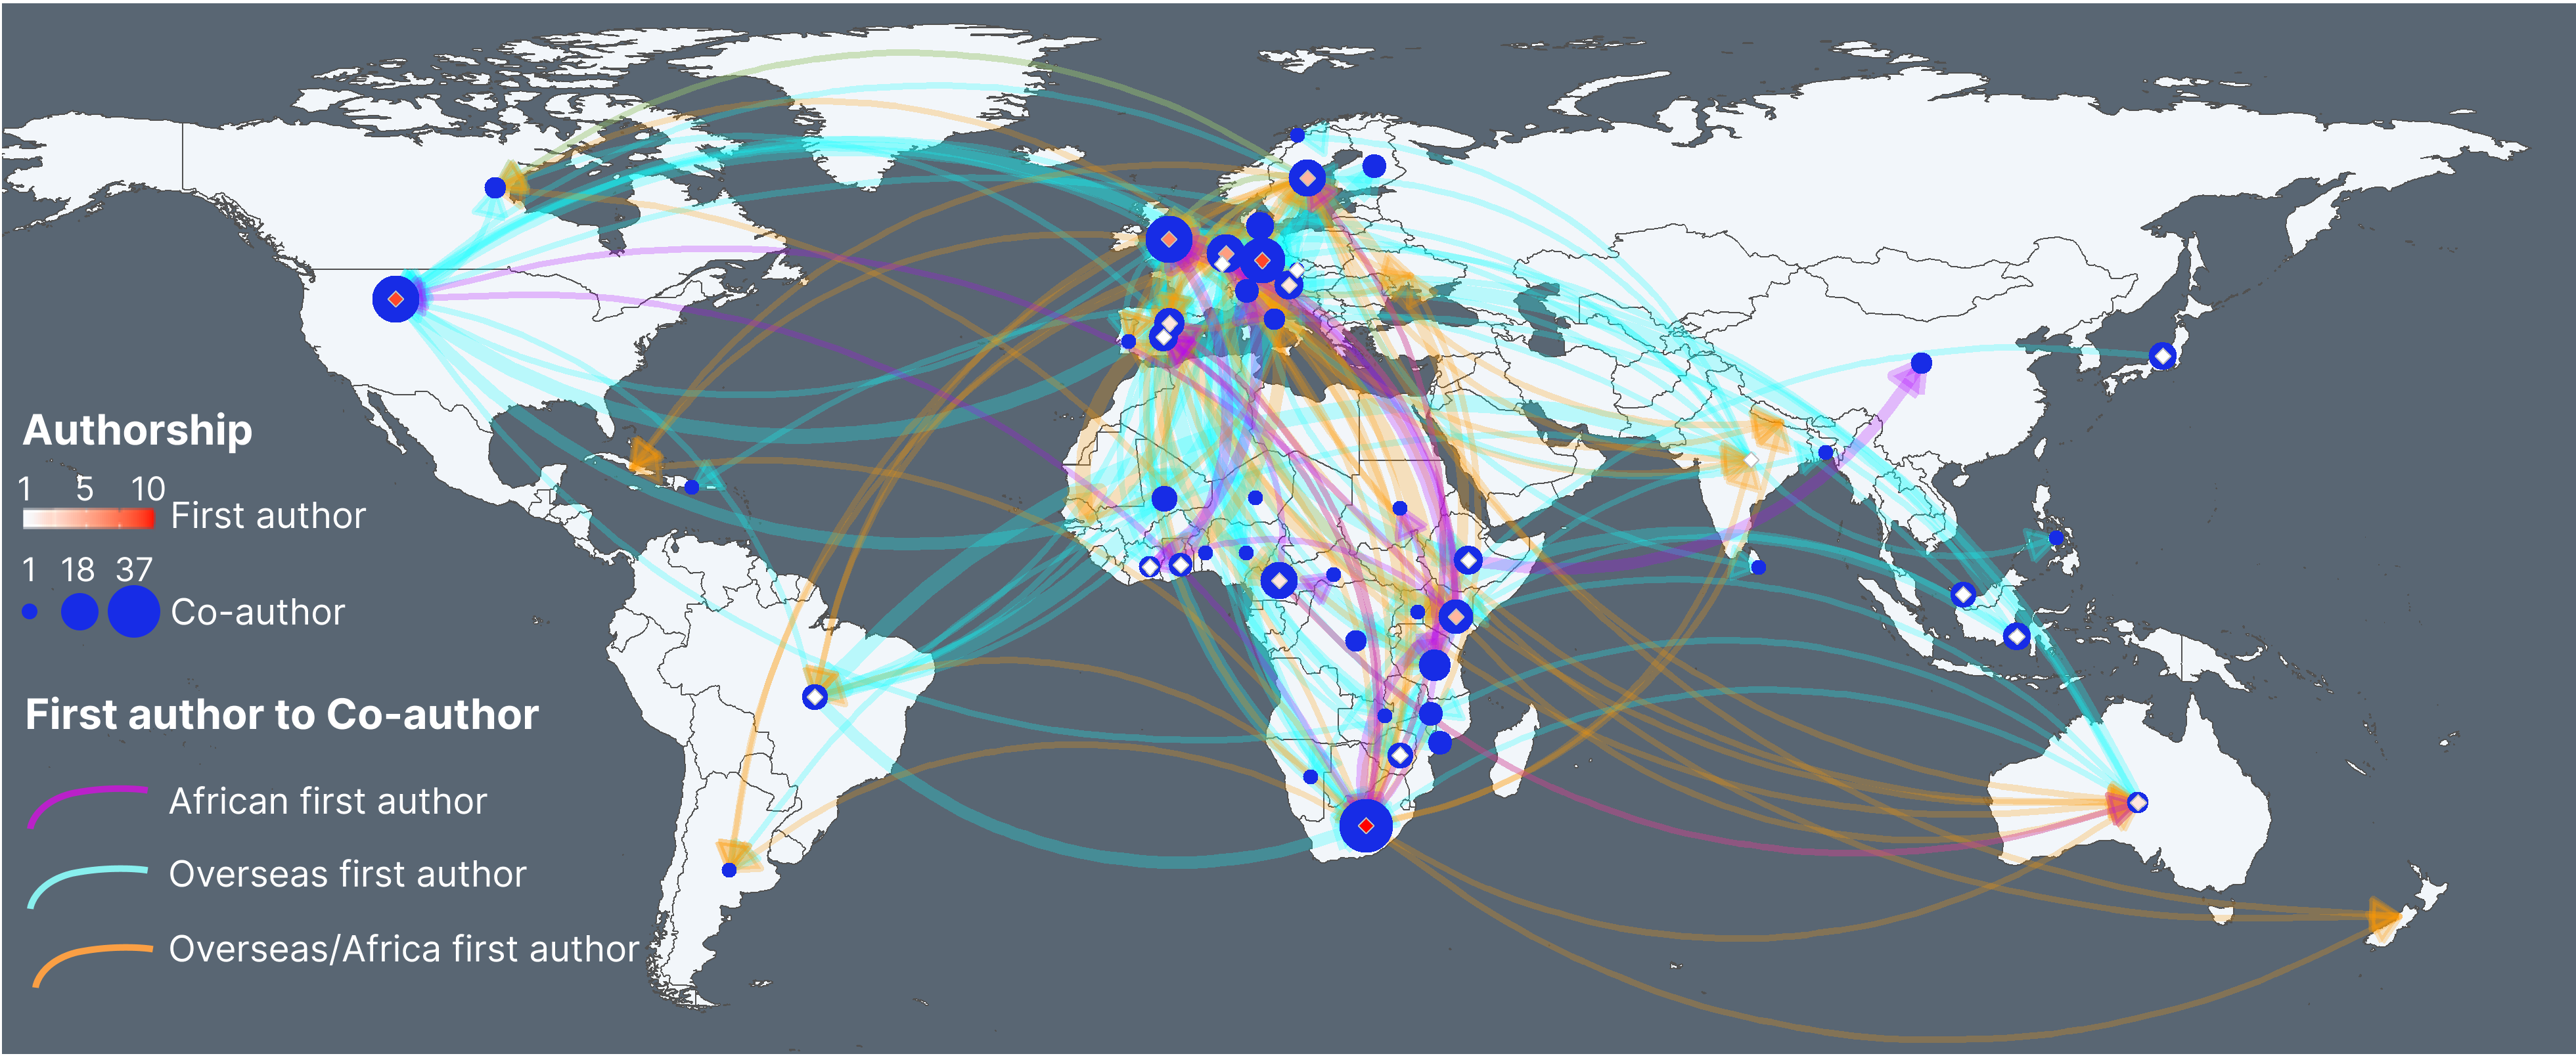 Authorship
1 5 10
First author
1 18 37
Co-author
First author to Co-author
African first author
Overseas first author
Overseas/Africa first author